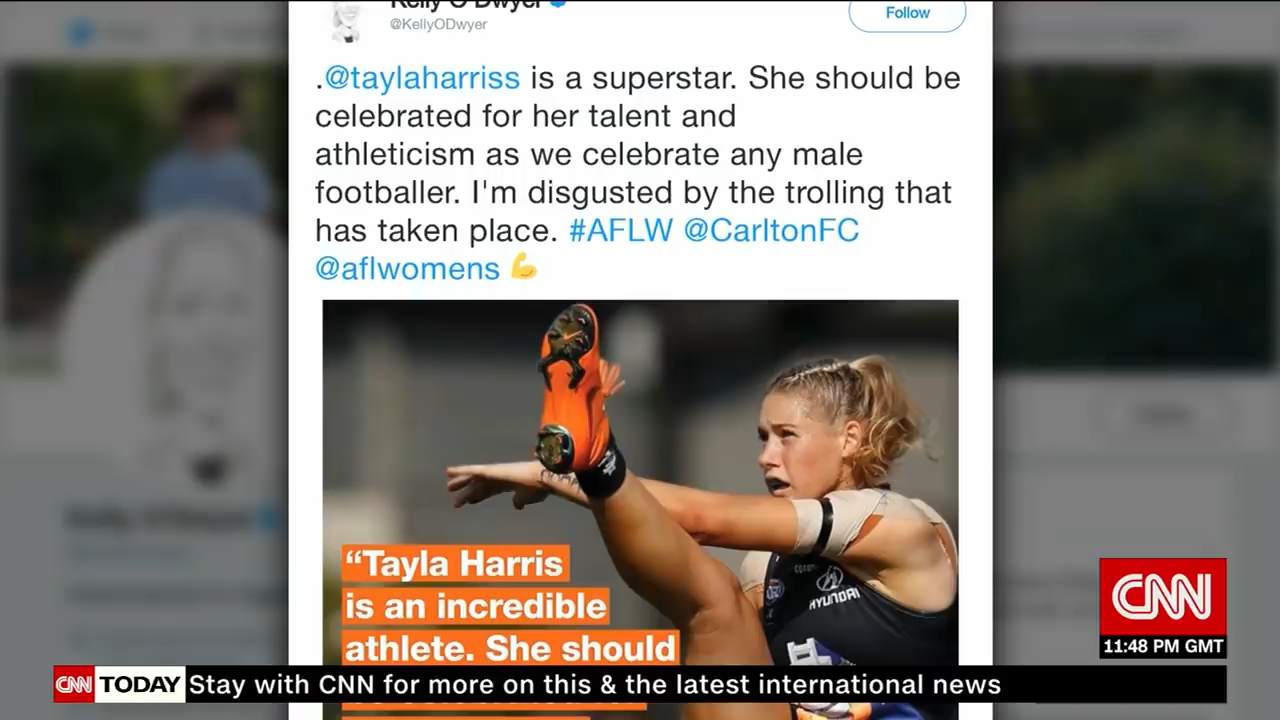 Kelly O'Dwyer
@KellyODwyer
Follow
.@taylaharriss is a superstar. She should be
celebrated for her talent and
athleticism as we celebrate any male
footballer. I'm disgusted by the trolling that
has taken place. #AFLW @CarltonFC
@aflwomens 💪
HYUNDAI
“Tayla Harris
is an incredible
athlete. She should
CNN
11:48 PM GMT
CNN TODAY Stay with CNN for more on this & the latest international news